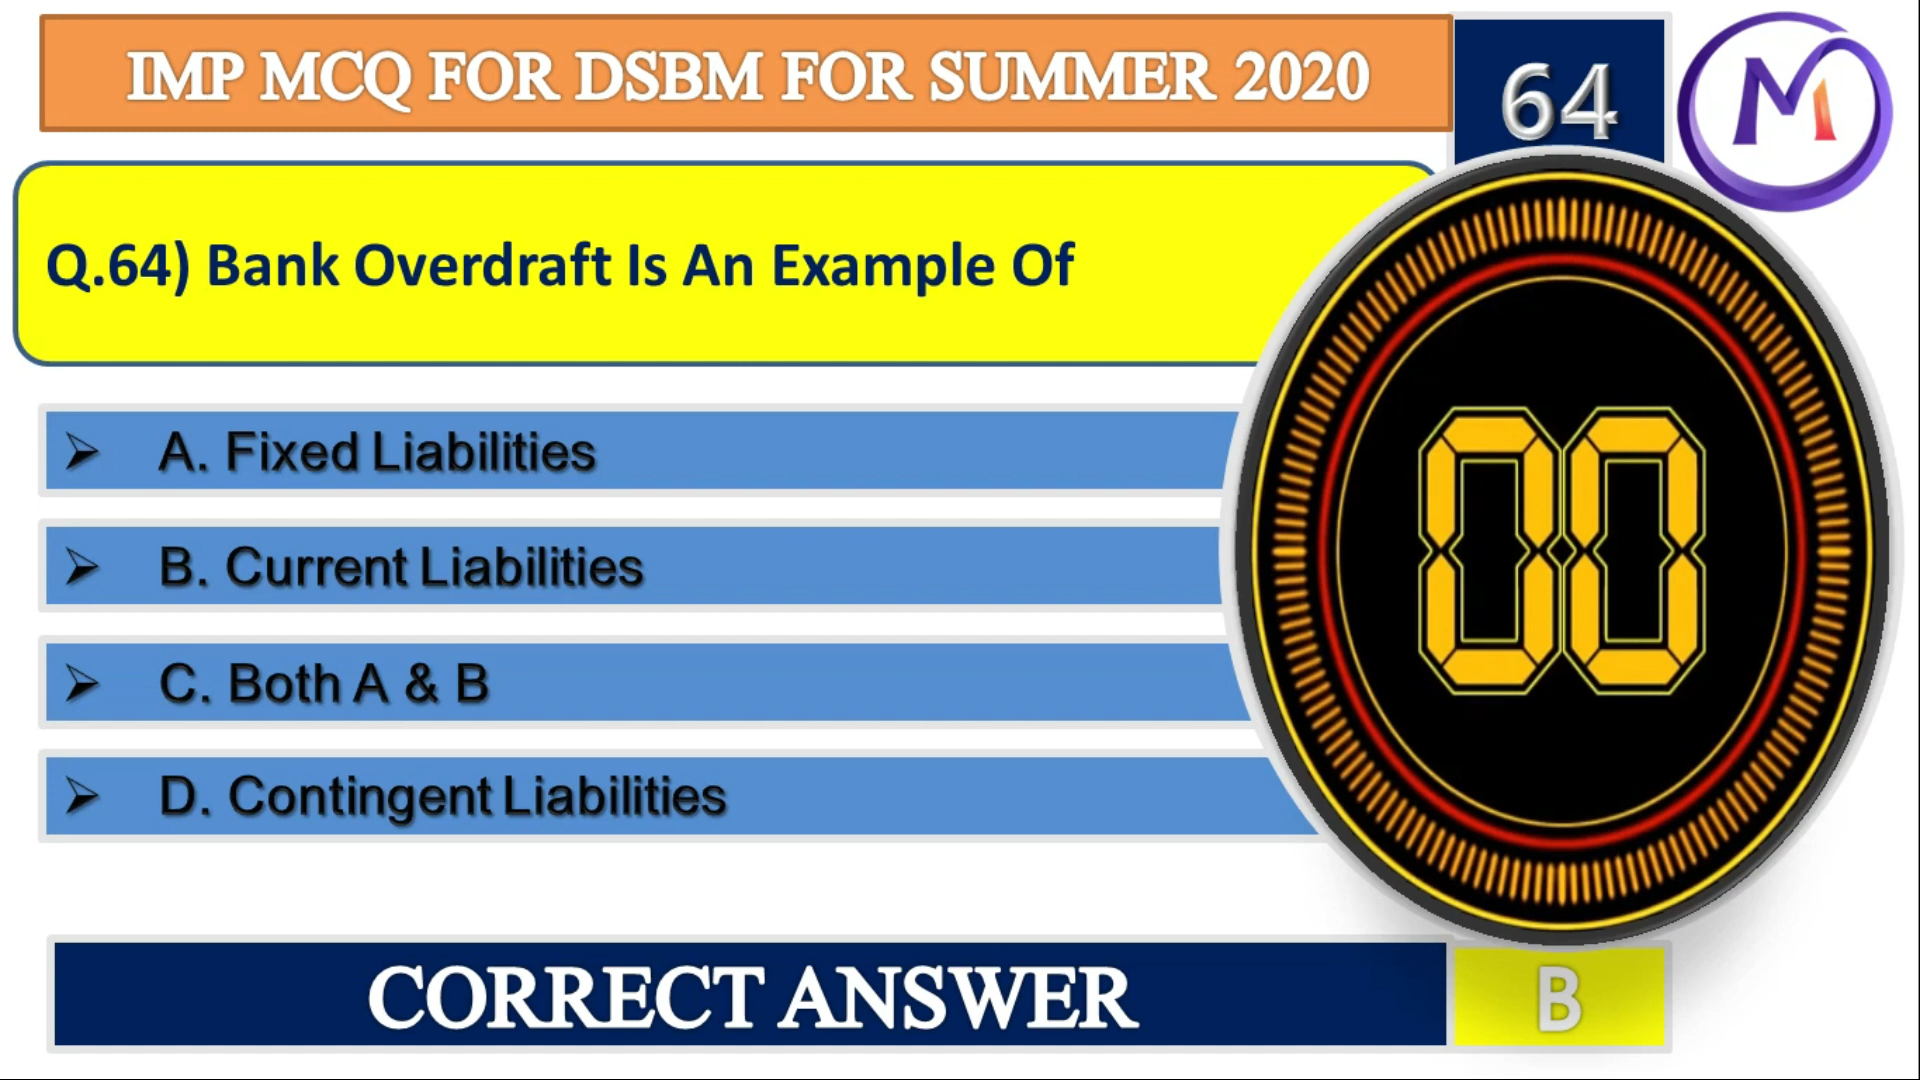 IMP MCQ FOR DSBM FOR SUMMER 2020
64
M
Q.64) Bank Overdraft Is An Example Of
A. Fixed Liabilities
B. Current Liabilities
C. Both A & B
D. Contingent Liabilities
00
CORRECT ANSWER
B